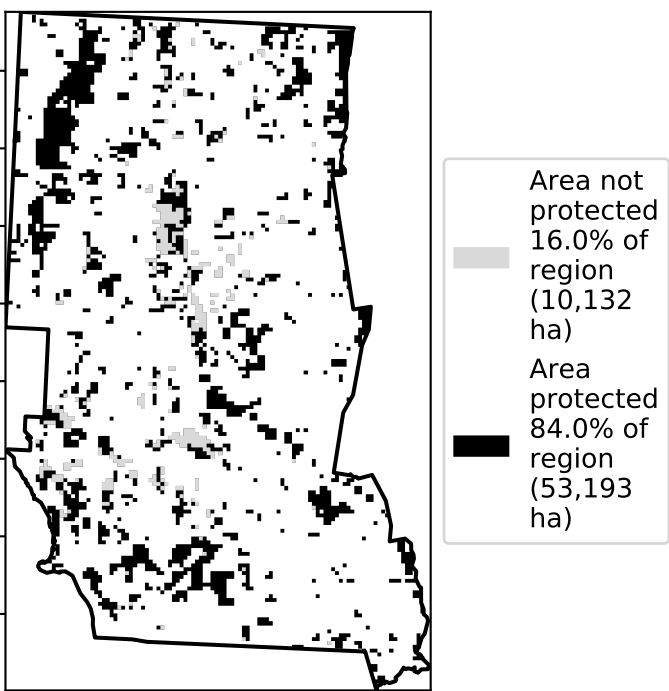 Area not
protected
16.0% of
region
(10,132
ha)
Area
protected
84.0% of
region
(53,193
ha)